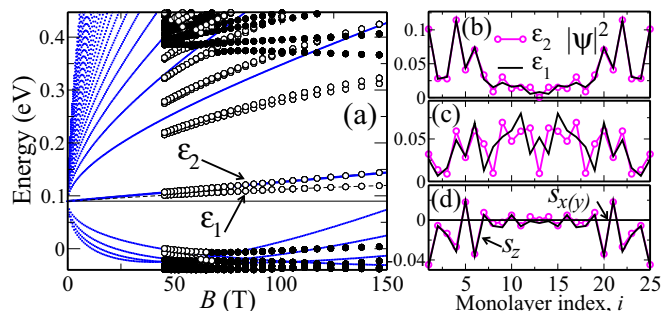 0.4
0.3
0.2
0.1
0
Energy (eV)
(a)
ε2
ε1
0 50 100 150
B (T)
(b)
ε2 |ψ|^2
ε1
0.1
0.05
0
(c)
0.05
0
(d)
s_x(y)
s_z
0
-0.04
5 10 15 20 25
Monolayer index, i